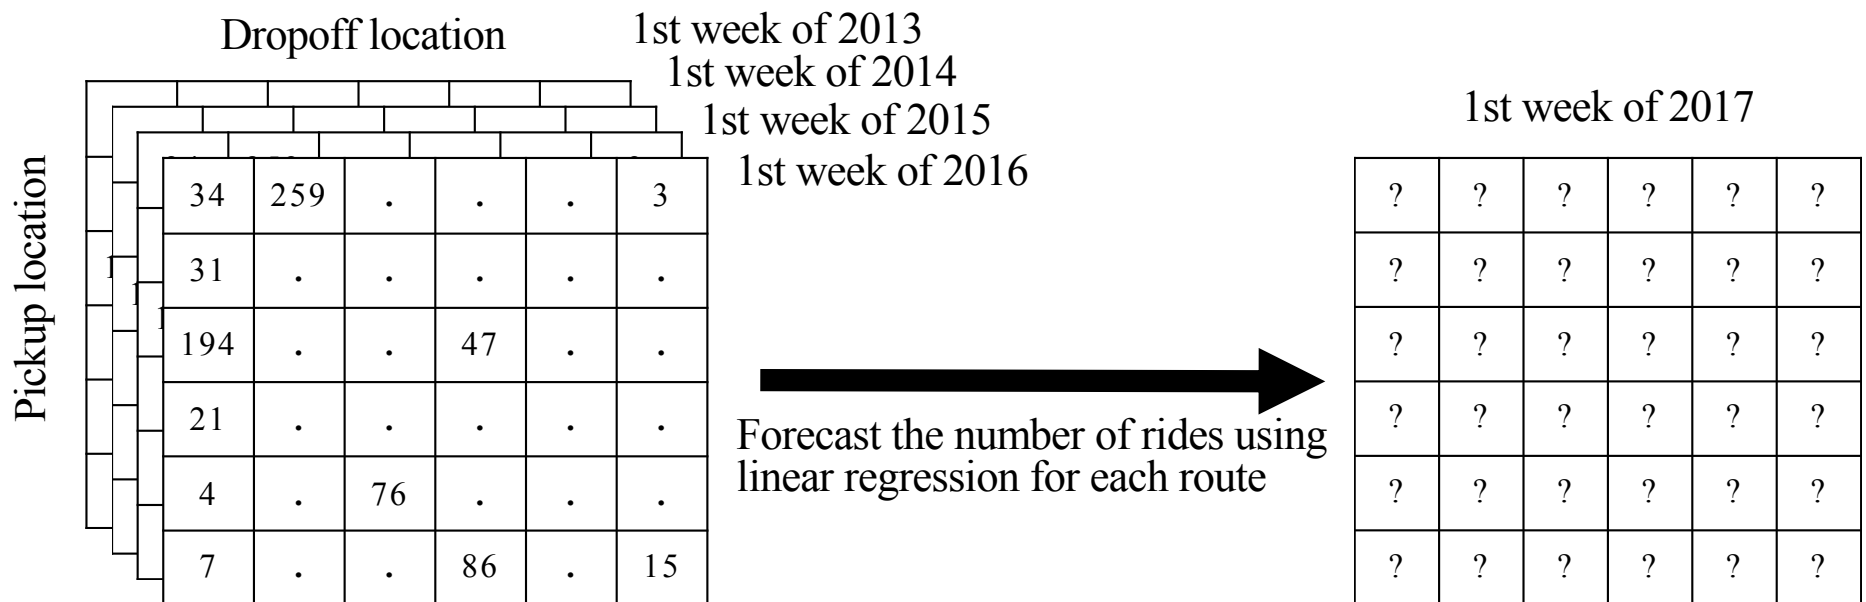 Dropoff location
1st week of 2013
1st week of 2014
1st week of 2015
1st week of 2016
Pickup location
34 259 . . . 3
31 . . . . .
194 . . 47 . .
21 . . . . .
4 . 76 . . .
7 . . 86 . 15
Forecast the number of rides using
linear regression for each route
1st week of 2017
? ? ? ? ? ?
? ? ? ? ? ?
? ? ? ? ? ?
? ? ? ? ? ?
? ? ? ? ? ?
? ? ? ? ? ?